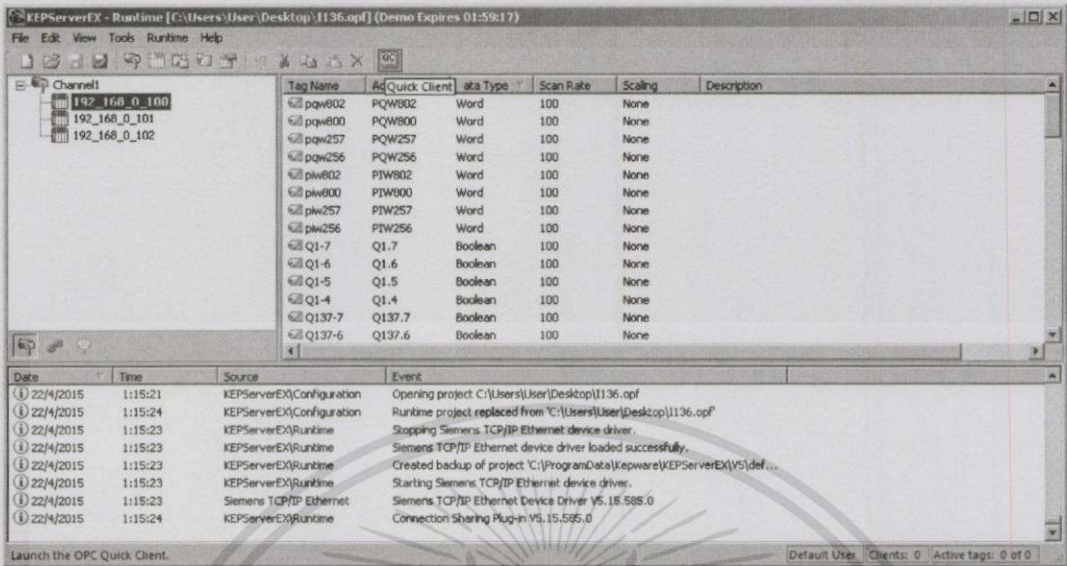 KEPServerEX - Runtime [C:\Users\User\Desktop\I136.opf] (Demo Expires 01:59:17)
File Edit View Tools Runtime Help
Channel1
192_168_0_100
192_168_0_101
192_168_0_102
Tag Name Ad Quick Client ata Type Scan Rate Scaling Description
pqw802 PQW802 Word 100 None
pqw800 PQW800 Word 100 None
pqw257 PQW257 Word 100 None
pqw256 PQW256 Word 100 None
piw802 PIW802 Word 100 None
piw800 PIW800 Word 100 None
piw257 PIW257 Word 100 None
piw256 PIW256 Word 100 None
Q1-7 Q1.7 Boolean 100 None
Q1-6 Q1.6 Boolean 100 None
Q1-5 Q1.5 Boolean 100 None
Q1-4 Q1.4 Boolean 100 None
Q137-7 Q137.7 Boolean 100 None
Q137-6 Q137.6 Boolean 100 None
Date Time Source Event
22/4/2015 1:15:21 KEPServerEX\Configuration Opening project C:\Users\User\Desktop\I136.opf
22/4/2015 1:15:24 KEPServerEX\Configuration Runtime project replaced from 'C:\Users\User\Desktop\I136.opf'
22/4/2015 1:15:23 KEPServerEX\Runtime Stopping Siemens TCP/IP Ethernet device driver.
22/4/2015 1:15:23 KEPServerEX\Runtime Siemens TCP/IP Ethernet device driver loaded successfully.
22/4/2015 1:15:23 KEPServerEX\Runtime Created backup of project 'C:\ProgramData\Kepware\KEPServerEX\V5\def...
22/4/2015 1:15:23 KEPServerEX\Runtime Starting Siemens TCP/IP Ethernet device driver.
22/4/2015 1:15:23 Siemens TCP/IP Ethernet Siemens TCP/IP Ethernet Device Driver V5.15.585.0
22/4/2015 1:15:24 KEPServerEX\Runtime Connection Sharing Plug-in V5.15.585.0
Launch the OPC Quick Client. Default User Clients: 0 Active tags: 0 of 0